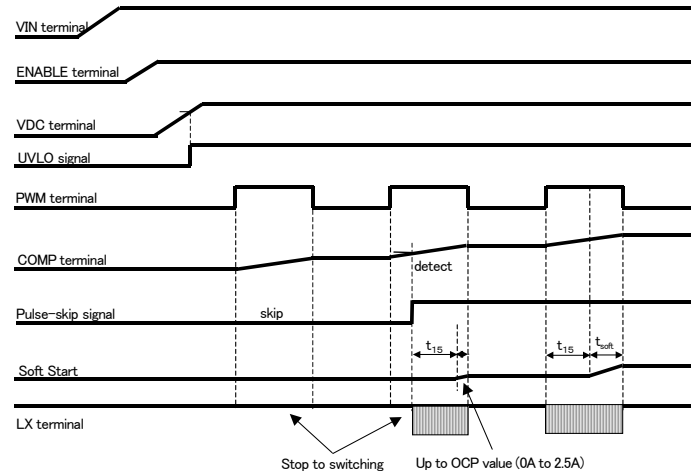 VIN terminal
ENABLE terminal
VDC terminal
UVLO signal
PWM terminal
COMP terminal
detect
Pulse-skip signal
skip
t15
t15
tsoft
Soft Start
LX terminal
Stop to switching
Up to OCP value (0A to 2.5A)